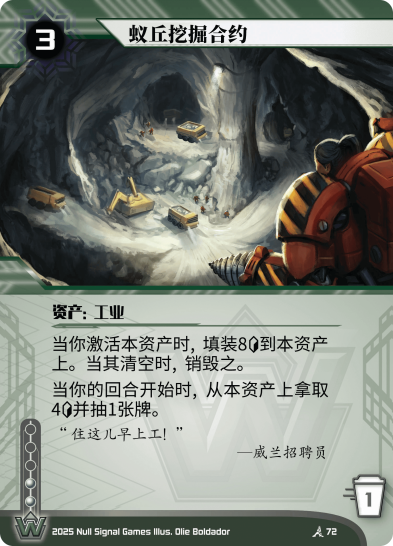 3
蚁丘挖掘合约
资产: 工业
当你激活本资产时, 填装8到本资产
上。当其清空时, 销毁之。
当你的回合开始时, 从本资产上拿取
4并抽1张牌。
“ 住这儿早上工! ”
—威兰招聘员
1
2025 Null Signal Games Illus. Olie Boldador
72